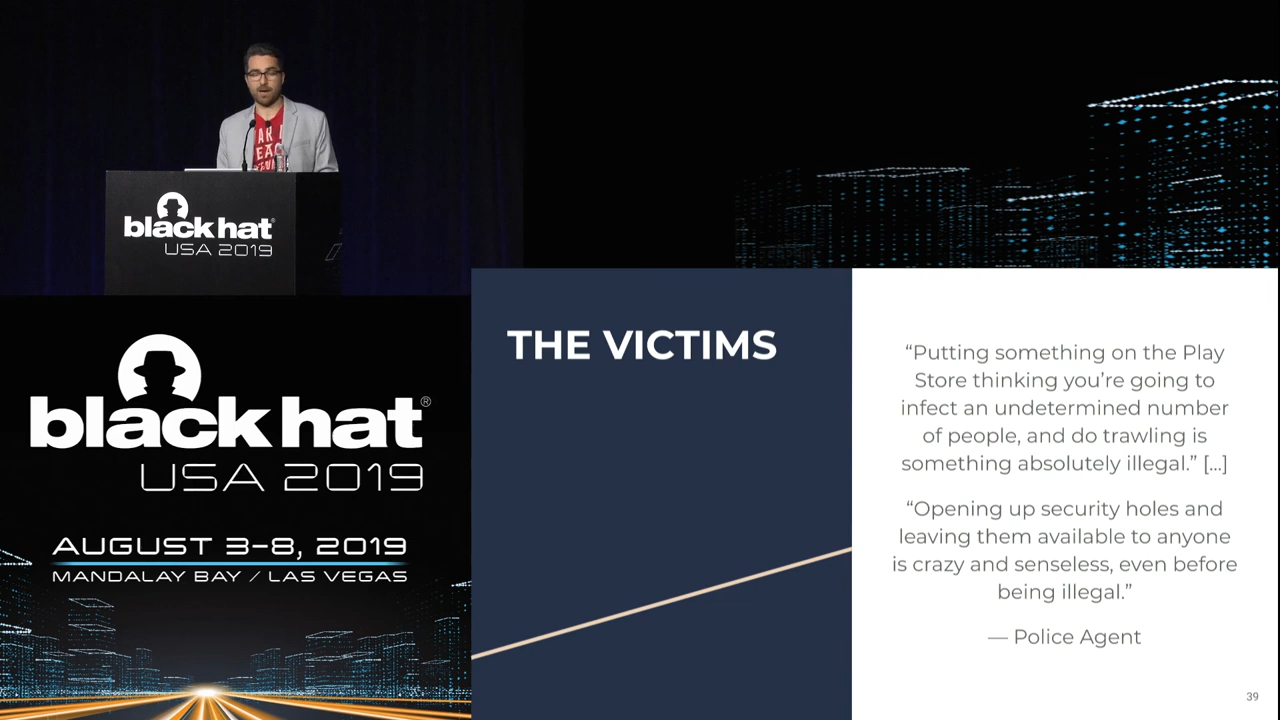 AR
EAC
EVI
black hat®
USA 2019
black hat®
USA 2019
AUGUST 3-8, 2019
MANDALAY BAY / LAS VEGAS
THE VICTIMS
“Putting something on the Play
Store thinking you’re going to
infect an undetermined number
of people, and do trawling is
something absolutely illegal.” [...]
“Opening up security holes and
leaving them available to anyone
is crazy and senseless, even before
being illegal.”
— Police Agent
39